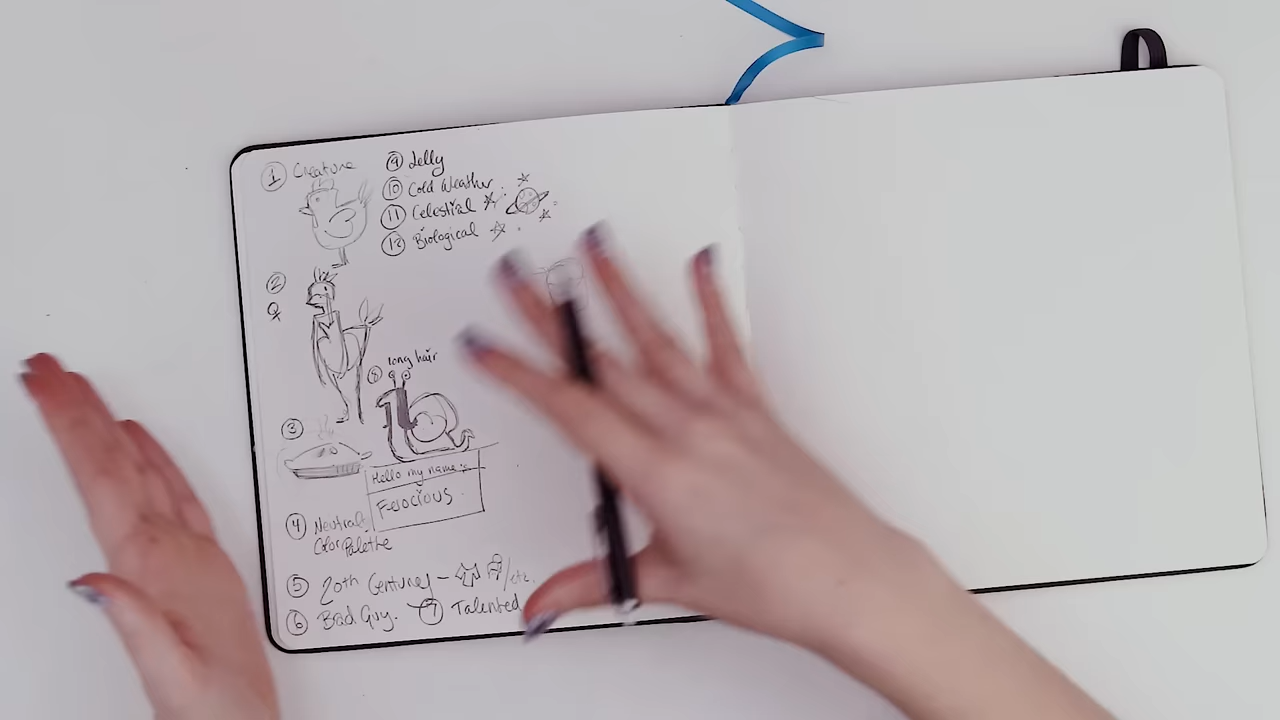 ① Creature
② ♀
③
④ Neutral
Color Palette
⑤ 20th Century - /etc.
⑥ Bad Guy. ⑦ Talented
⑧ long hair
Hello my name is
Ferocious
⑨ Jelly
⑩ Cold Weather
⑪ Celestial
⑫ Biological